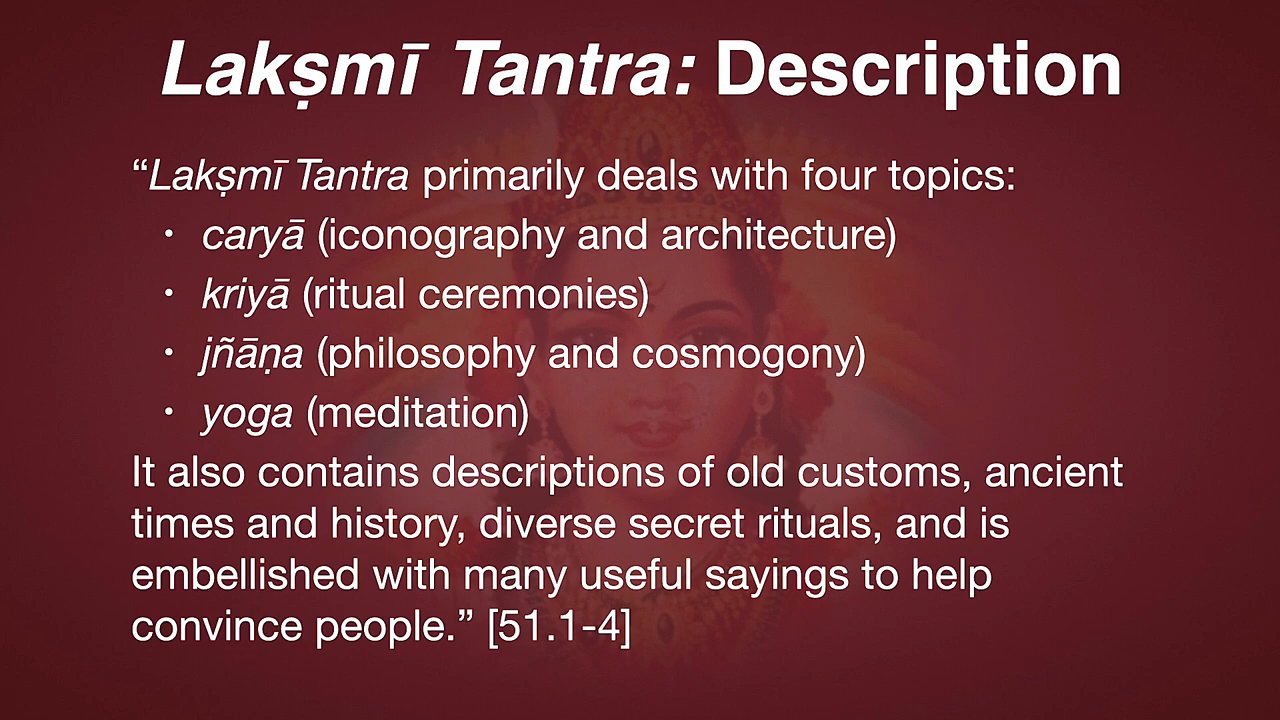 Lakṣmī Tantra: Description
“Lakṣmī Tantra primarily deals with four topics:
• caryā (iconography and architecture)
• kriyā (ritual ceremonies)
• jñāṇa (philosophy and cosmogony)
• yoga (meditation)
It also contains descriptions of old customs, ancient
times and history, diverse secret rituals, and is
embellished with many useful sayings to help
convince people.” [51.1-4]